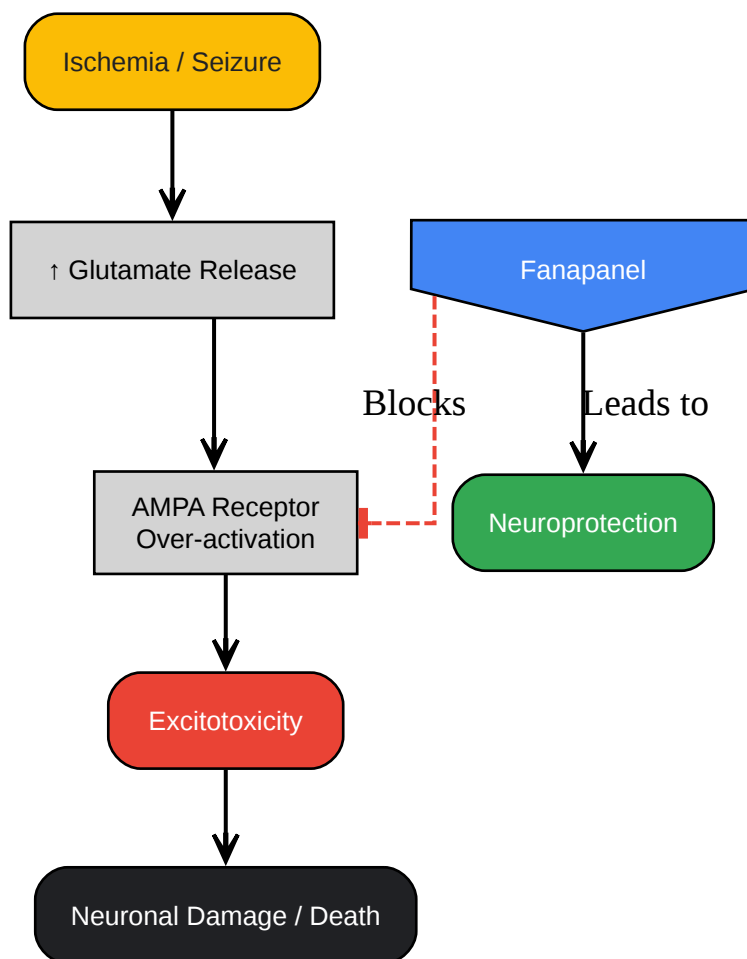 Ischemia / Seizure
↑ Glutamate Release
Fanapanel
Blocks
Leads to
AMPA Receptor
Over-activation
Neuroprotection
Excitotoxicity
Neuronal Damage / Death